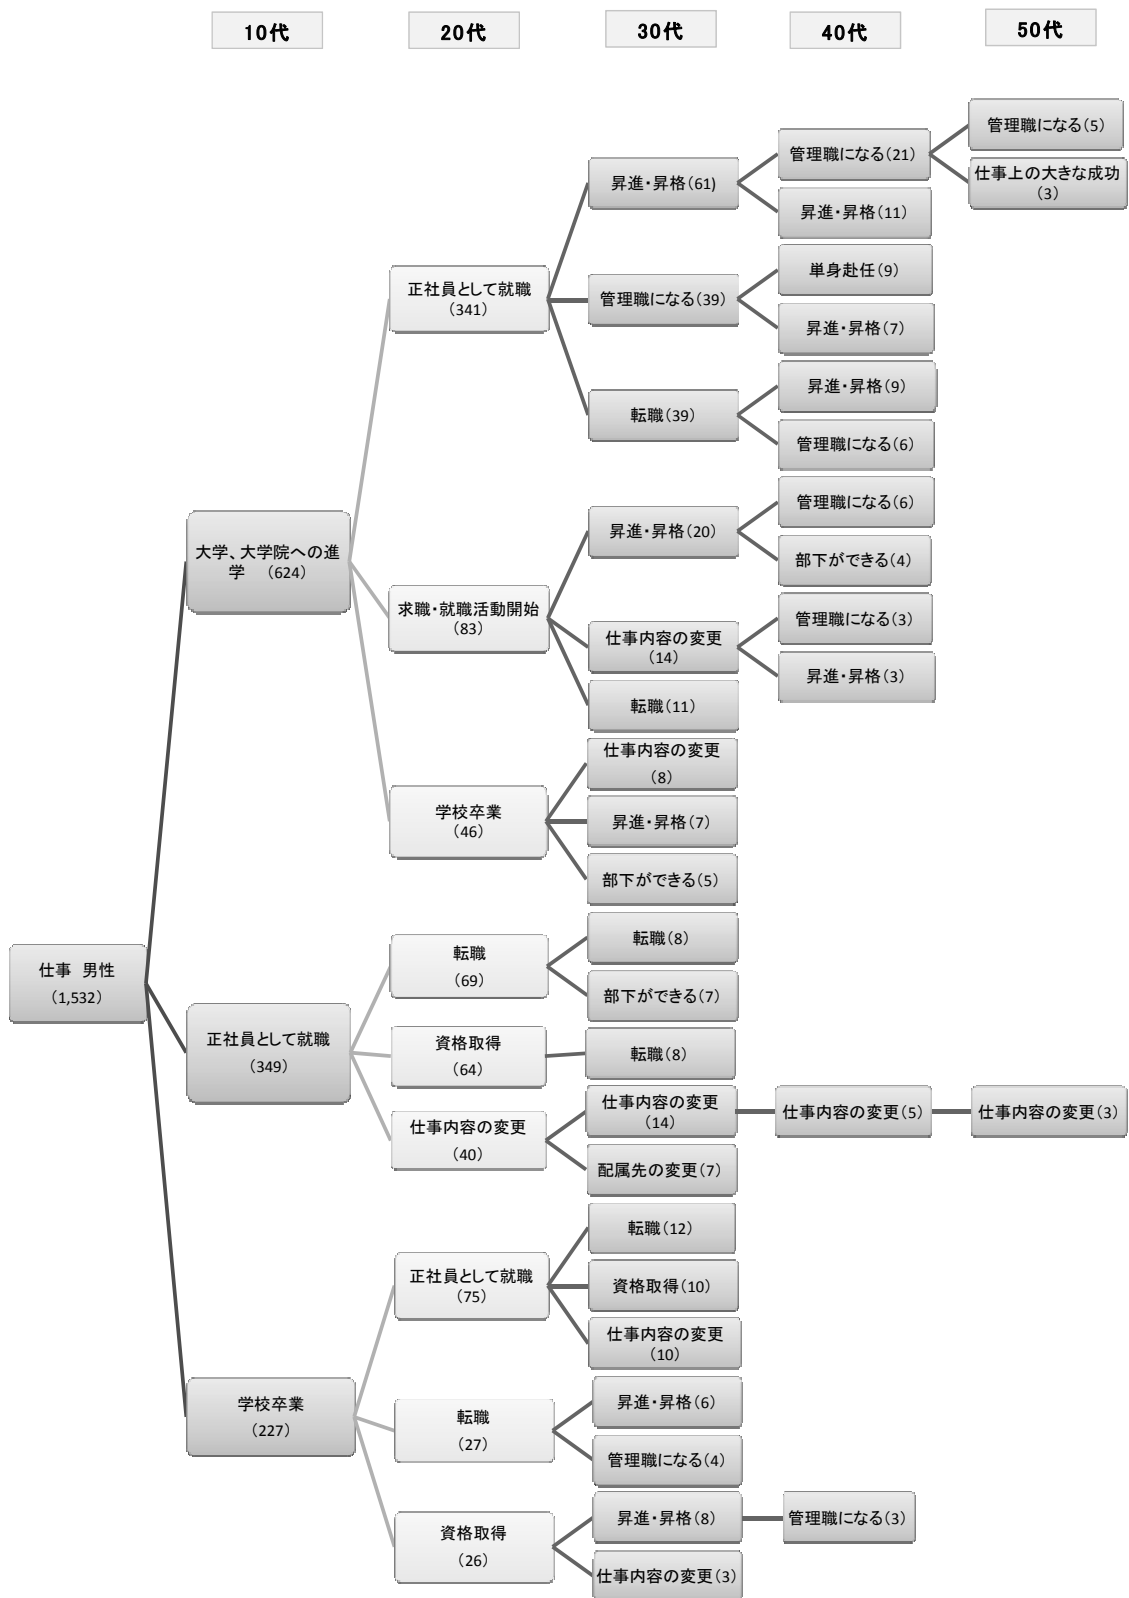 10代
20代
30代
40代
50代
管理職になる(5)
管理職になる(21)
仕事上の大きな成功
(3)
昇進・昇格(61)
昇進・昇格(11)
正社員として就職
(341)
単身赴任(9)
管理職になる(39)
昇進・昇格(7)
昇進・昇格(9)
転職(39)
管理職になる(6)
大学、大学院への進
学 (624)
管理職になる(6)
昇進・昇格(20)
部下ができる(4)
求職・就職活動開始
(83)
管理職になる(3)
仕事内容の変更
(14)
昇進・昇格(3)
転職(11)
仕事内容の変更
(8)
学校卒業
(46)
昇進・昇格(7)
部下ができる(5)
仕事 男性
(1,532)
転職
(69)
転職(8)
部下ができる(7)
正社員として就職
(349)
資格取得
(64)
転職(8)
仕事内容の変更
(40)
仕事内容の変更
(14)
仕事内容の変更(5)
仕事内容の変更(3)
配属先の変更(7)
転職(12)
正社員として就職
(75)
資格取得(10)
仕事内容の変更
(10)
学校卒業
(227)
転職
(27)
昇進・昇格(6)
管理職になる(4)
資格取得
(26)
昇進・昇格(8)
管理職になる(3)
仕事内容の変更(3)